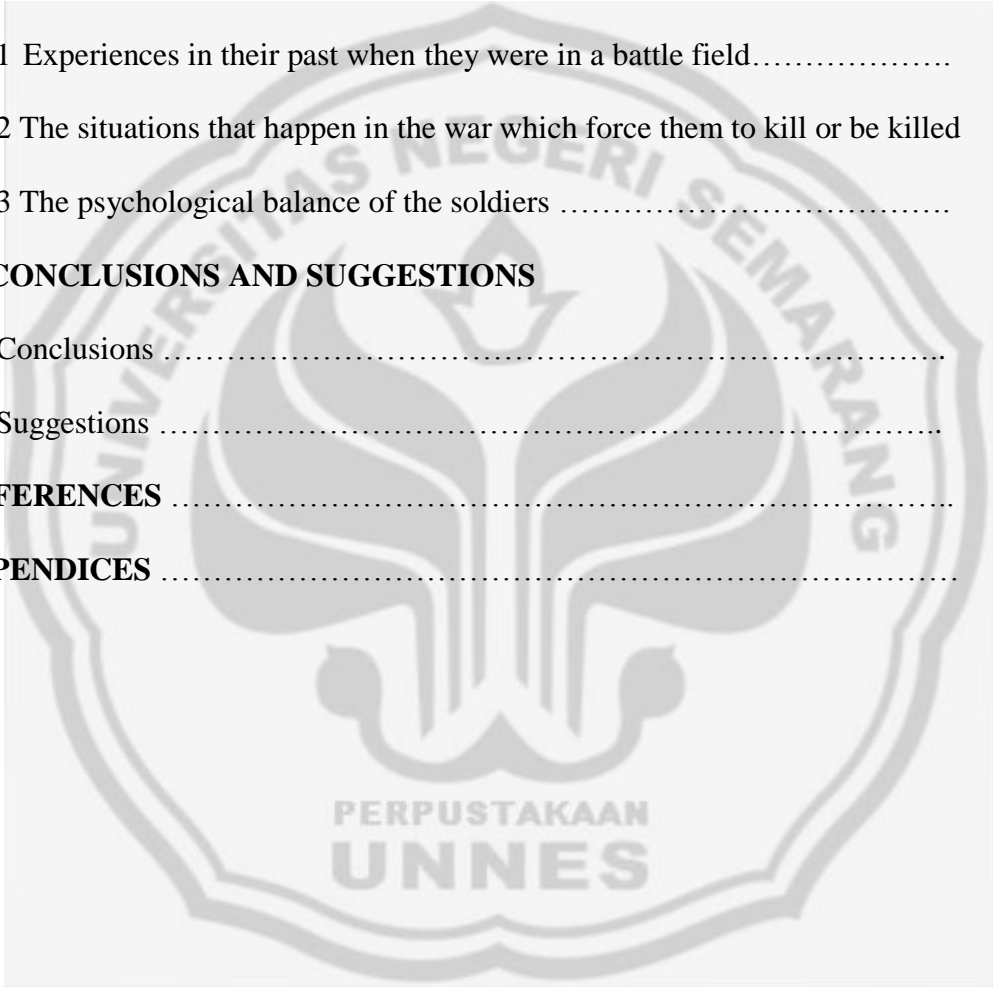 1 Experiences in their past when they were in a battle field……………….
2 The situations that happen in the war which force them to kill or be killed
3 The psychological balance of the soldiers ……………………………….
CONCLUSIONS AND SUGGESTIONS
Conclusions ………………………………………………………………….
Suggestions …………………………………………………………………..
FERENCES …………………………………………………………………..
PENDICES ………………………………………………………………….
UNIVERSITAS NEGERI SEMARANG
PERPUSTAKAAN
UNNES